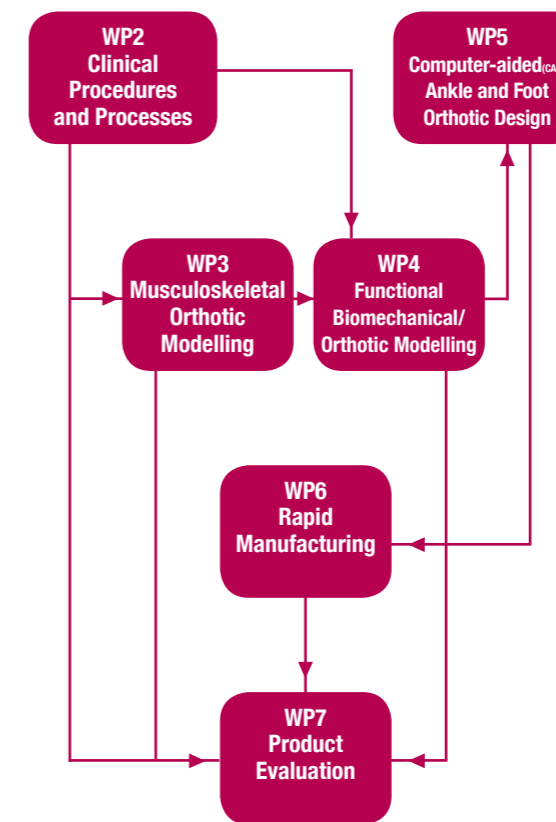 WP2
Clinical
Procedures
and Processes
WP5
Computer-aided(CA
Ankle and Foot
Orthotic Design
WP3
Musculoskeletal
Orthotic
Modelling
WP4
Functional
Biomechanical/
Orthotic Modelling
WP6
Rapid
Manufacturing
WP7
Product
Evaluation